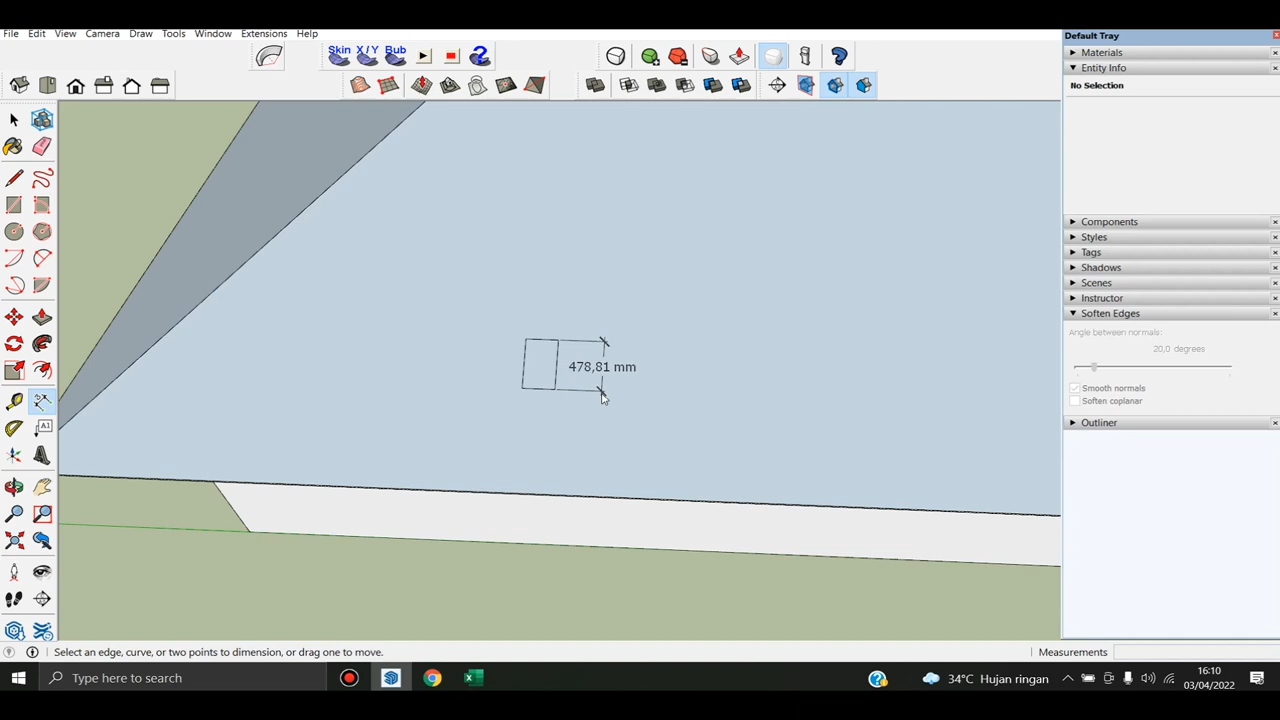 Default Tray
File Edit View Camera Draw Tools Window Extensions Help
Skin X/Y Bub
Materials
Entity Info
No Selection
Components
Styles
Tags
Shadows
Scenes
Instructor
Soften Edges
Angle between normals:
20,0 degrees
Smooth normals
Soften coplanar
Outliner
478,81 mm
A1
Select an edge, curve, or two points to dimension, or drag one to move.
Measurements
Type here to search
34°C Hujan ringan
16:10
03/04/2022